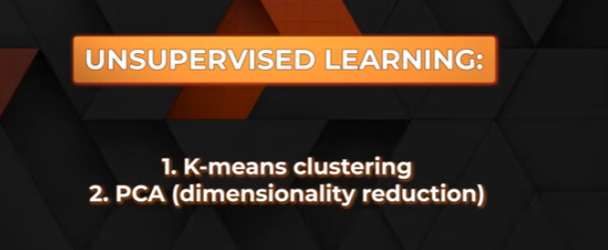 UNSUPERVISED LEARNING:
1. K-means clustering
2. PCA (dimensionality reduction)